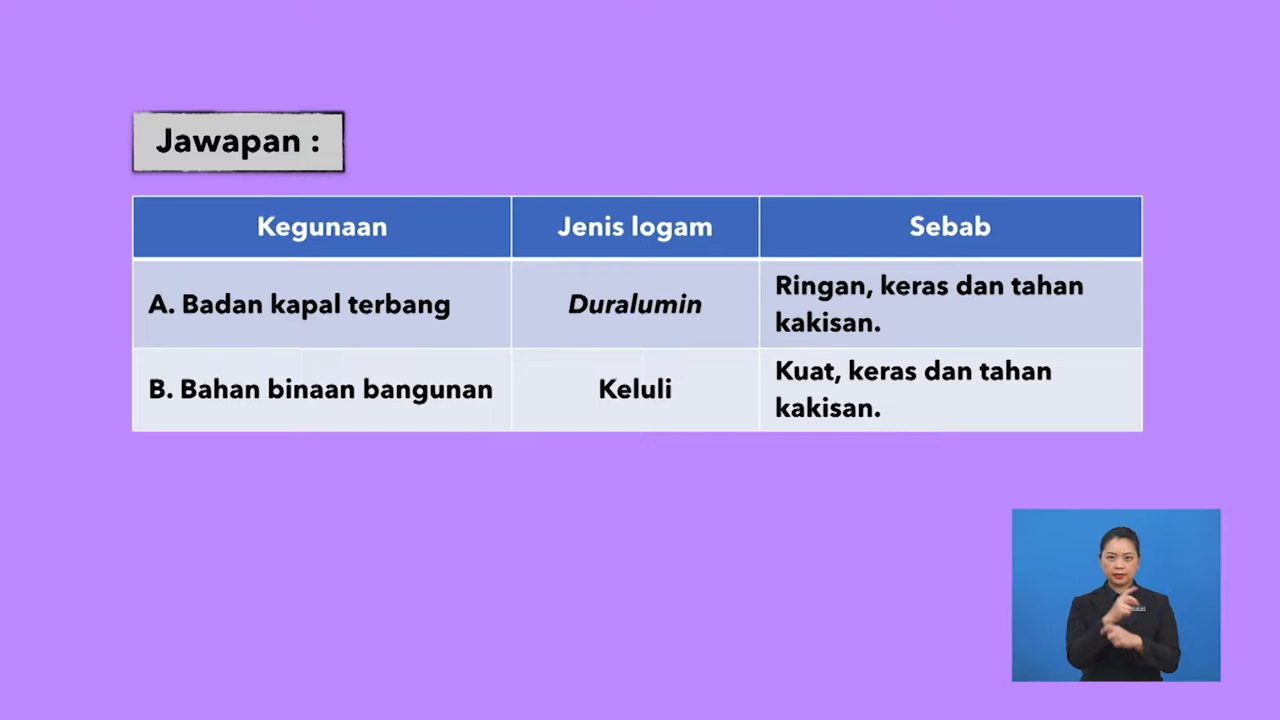 Jawapan :
Kegunaan
Jenis logam
Sebab
A. Badan kapal terbang
Duralumin
Ringan, keras dan tahan
kakisan.
B. Bahan binaan bangunan
Keluli
Kuat, keras dan tahan
kakisan.